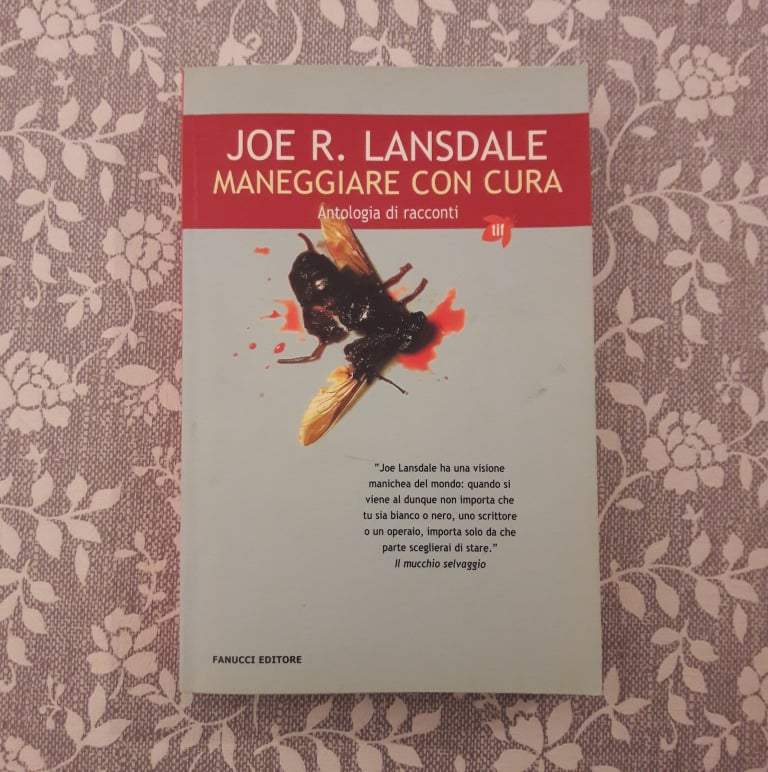 JOE R. LANSDALE
MANEGGIARE CON CURA
Antologia di racconti
tif
"Joe Lansdale ha una visione
manichea del mondo: quando si
viene al dunque non importa che
tu sia bianco o nero, uno scrittore
o un operaio, importa solo da che
parte sceglierai di stare."
Il mucchio selvaggio
FANUCCI EDITORE